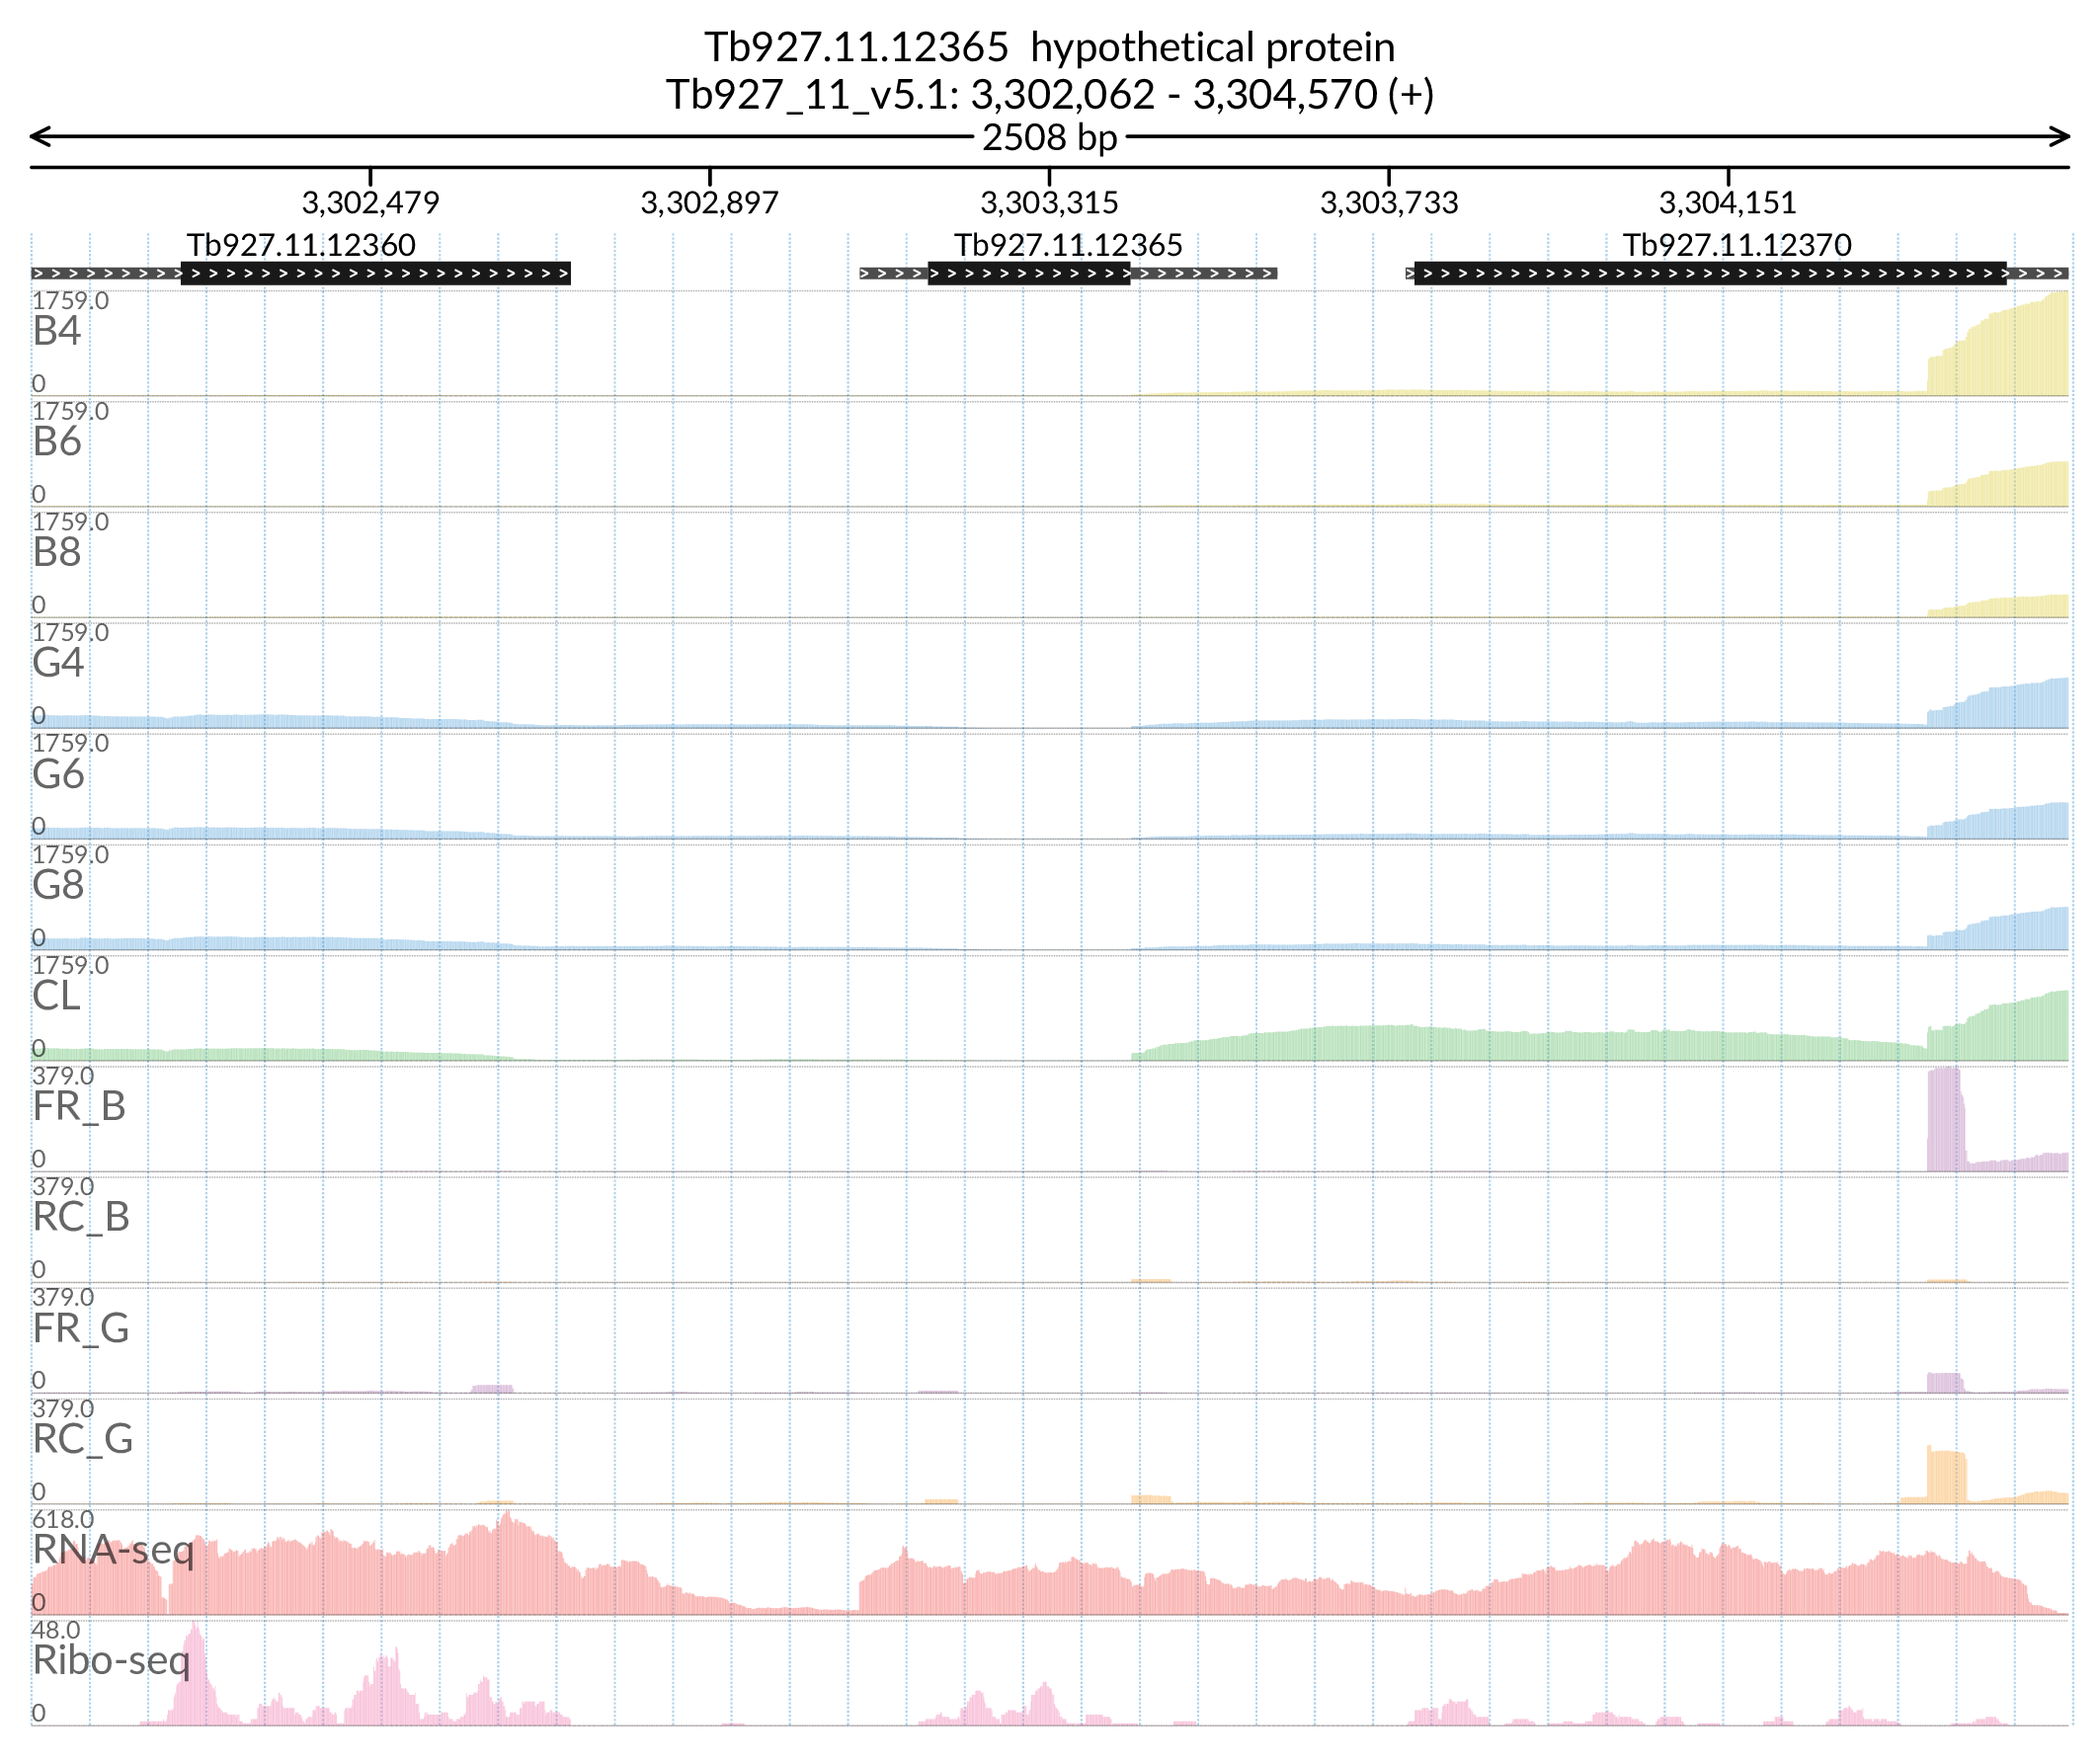 Tb927.11.12365  hypothetical protein
Tb927_11_v5.1: 3,302,062 - 3,304,570 (+)
2508 bp
3,302,479 3,302,897 3,303,315 3,303,733 3,304,151
Tb927.11.12360 Tb927.11.12365 Tb927.11.12370
1759.0
B4
0
1759.0
B6
0
1759.0
B8
0
1759.0
G4
0
1759.0
G6
0
1759.0
G8
0
1759.0
CL
0
379.0
FR_B
0
379.0
RC_B
0
379.0
FR_G
0
379.0
RC_G
0
618.0
RNA-seq
0
48.0
Ribo-seq
0